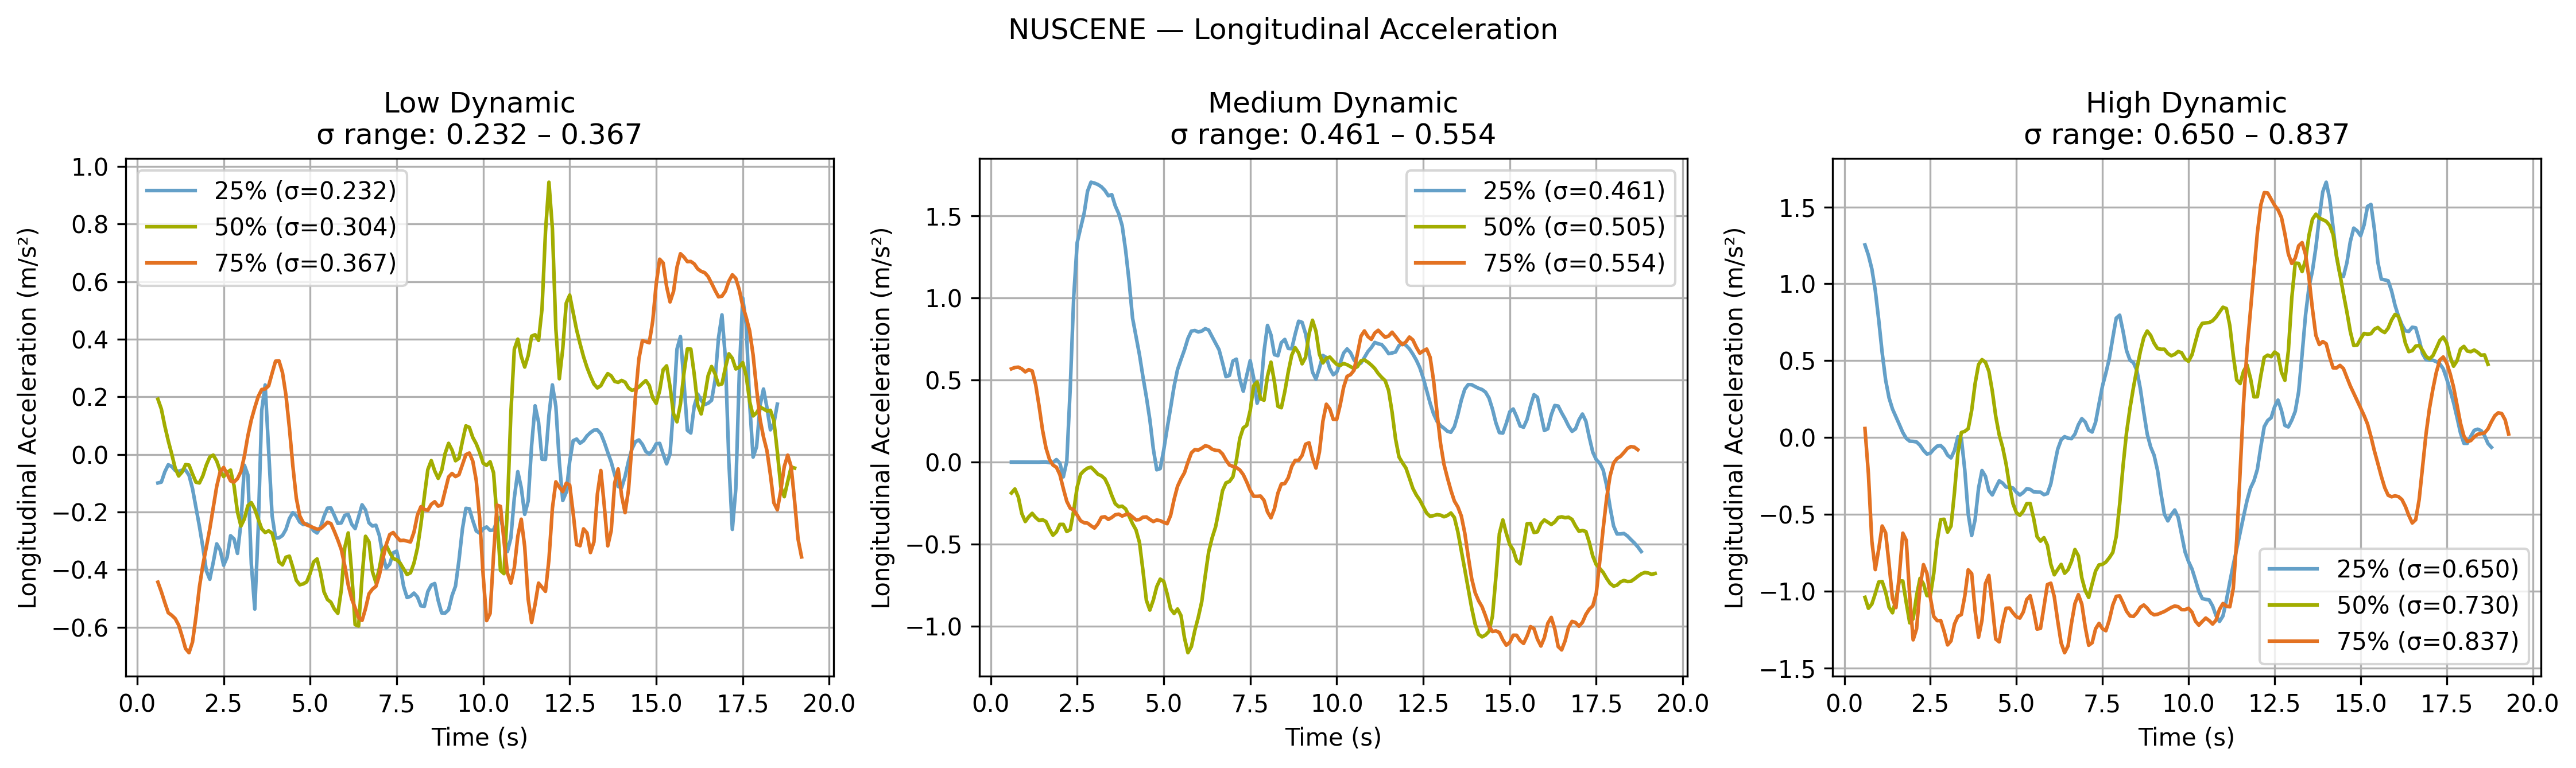 NUSCENE — Longitudinal Acceleration
Low Dynamic
σ range: 0.232 – 0.367
Longitudinal Acceleration (m/s²)
1.0
0.8
0.6
0.4
0.2
0.0
−0.2
−0.4
−0.6
25% (σ=0.232)
50% (σ=0.304)
75% (σ=0.367)
0.0 2.5 5.0 7.5 10.0 12.5 15.0 17.5 20.0
Time (s)
Medium Dynamic
σ range: 0.461 – 0.554
Longitudinal Acceleration (m/s²)
1.5
1.0
0.5
0.0
−0.5
−1.0
25% (σ=0.461)
50% (σ=0.505)
75% (σ=0.554)
0.0 2.5 5.0 7.5 10.0 12.5 15.0 17.5 20.0
Time (s)
High Dynamic
σ range: 0.650 – 0.837
Longitudinal Acceleration (m/s²)
1.5
1.0
0.5
0.0
−0.5
−1.0
−1.5
25% (σ=0.650)
50% (σ=0.730)
75% (σ=0.837)
0.0 2.5 5.0 7.5 10.0 12.5 15.0 17.5 20.0
Time (s)